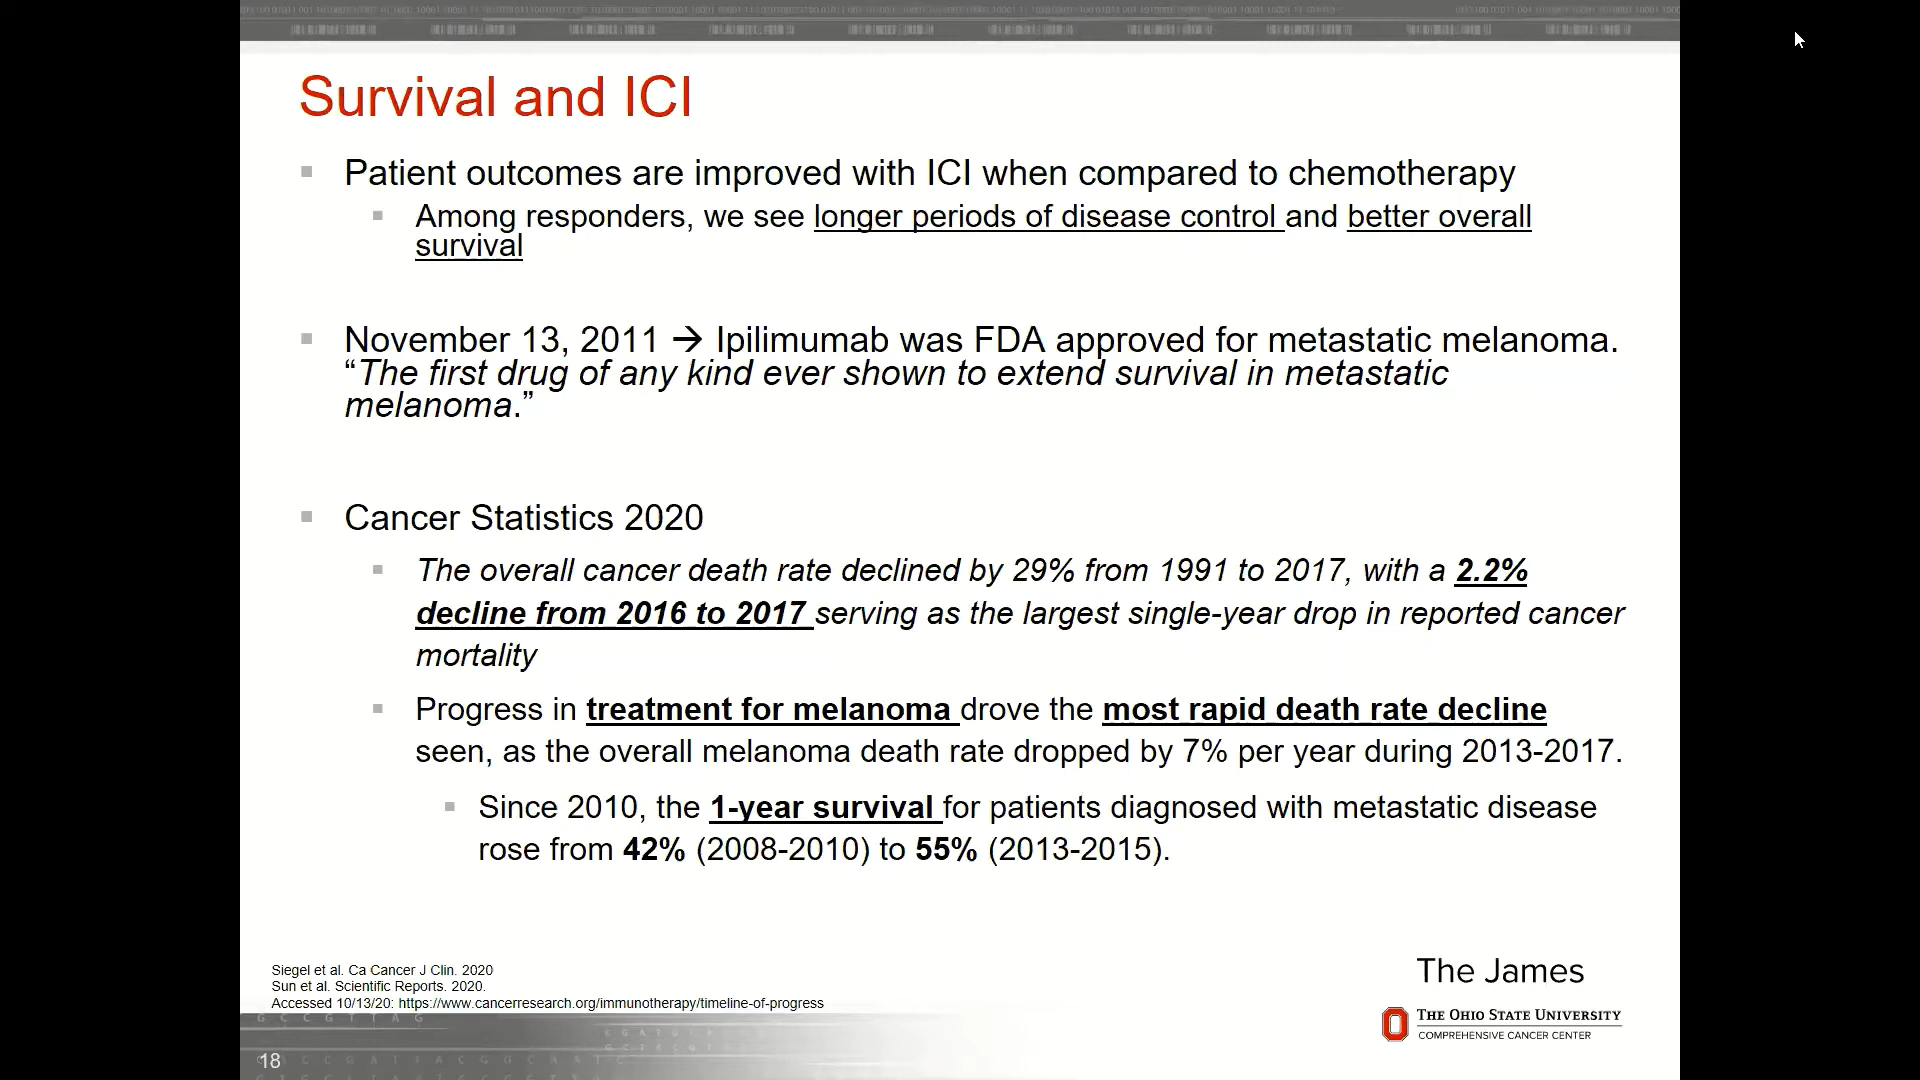 Survival and ICI
Patient outcomes are improved with ICI when compared to chemotherapy
Among responders, we see longer periods of disease control and better overall
survival
November 13, 2011 → Ipilimumab was FDA approved for metastatic melanoma.
“The first drug of any kind ever shown to extend survival in metastatic
melanoma.”
Cancer Statistics 2020
The overall cancer death rate declined by 29% from 1991 to 2017, with a 2.2%
decline from 2016 to 2017 serving as the largest single-year drop in reported cancer
mortality
Progress in treatment for melanoma drove the most rapid death rate decline
seen, as the overall melanoma death rate dropped by 7% per year during 2013-2017.
Since 2010, the 1-year survival for patients diagnosed with metastatic disease
rose from 42% (2008-2010) to 55% (2013-2015).
Siegel et al. Ca Cancer J Clin. 2020
Sun et al. Scientific Reports. 2020.
Accessed 10/13/20: https://www.cancerresearch.org/immunotherapy/timeline-of-progress
The James
THE OHIO STATE UNIVERSITY
COMPREHENSIVE CANCER CENTER
18